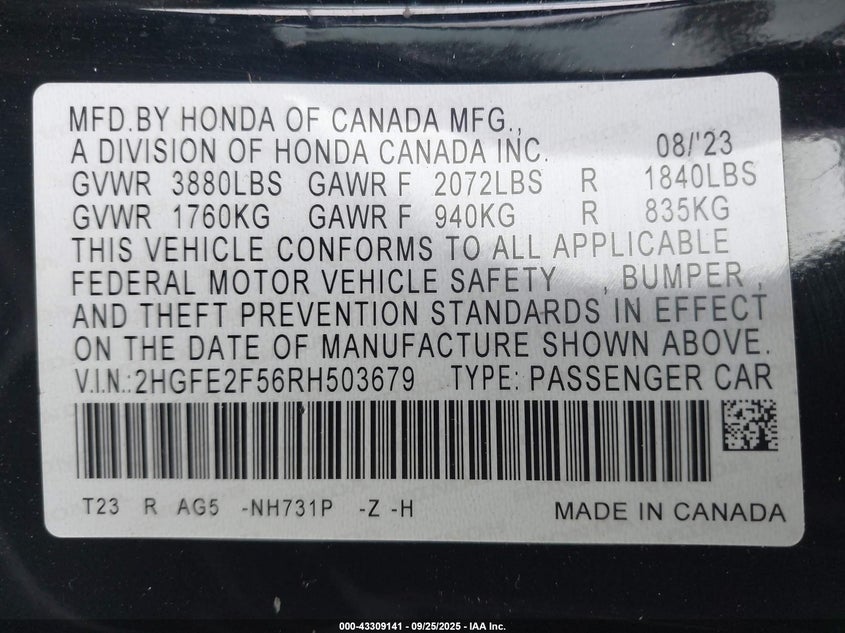 MFD.BY HONDA OF CANADA MFG.,
A DIVISION OF HONDA CANADA INC. 08/'23
GVWR 3880LBS GAWR F 2072LBS R 1840LBS
GVWR 1760KG GAWR F 940KG R 835KG
THIS VEHICLE CONFORMS TO ALL APPLICABLE
FEDERAL MOTOR VEHICLE SAFETY , BUMPER ,
AND THEFT PREVENTION STANDARDS IN EFFECT
ON THE DATE OF MANUFACTURE SHOWN ABOVE.
V.I.N.:2HGFE2F56RH503679 TYPE: PASSENGER CAR
T23 R AG5 -NH731P -Z -H MADE IN CANADA
000-43309141 - 09/25/2025 - IAA Inc.